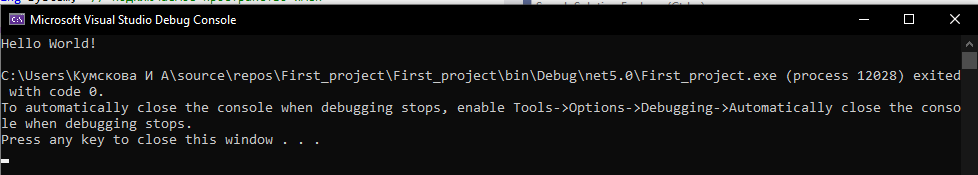 Microsoft Visual Studio Debug Console
Hello World!
C:\Users\Кумскова И А\source\repos\First_project\First_project\bin\Debug\net5.0\First_project.exe (process 12028) exited
 with code 0.
To automatically close the console when debugging stops, enable Tools->Options->Debugging->Automatically close the conso
le when debugging stops.
Press any key to close this window . . .